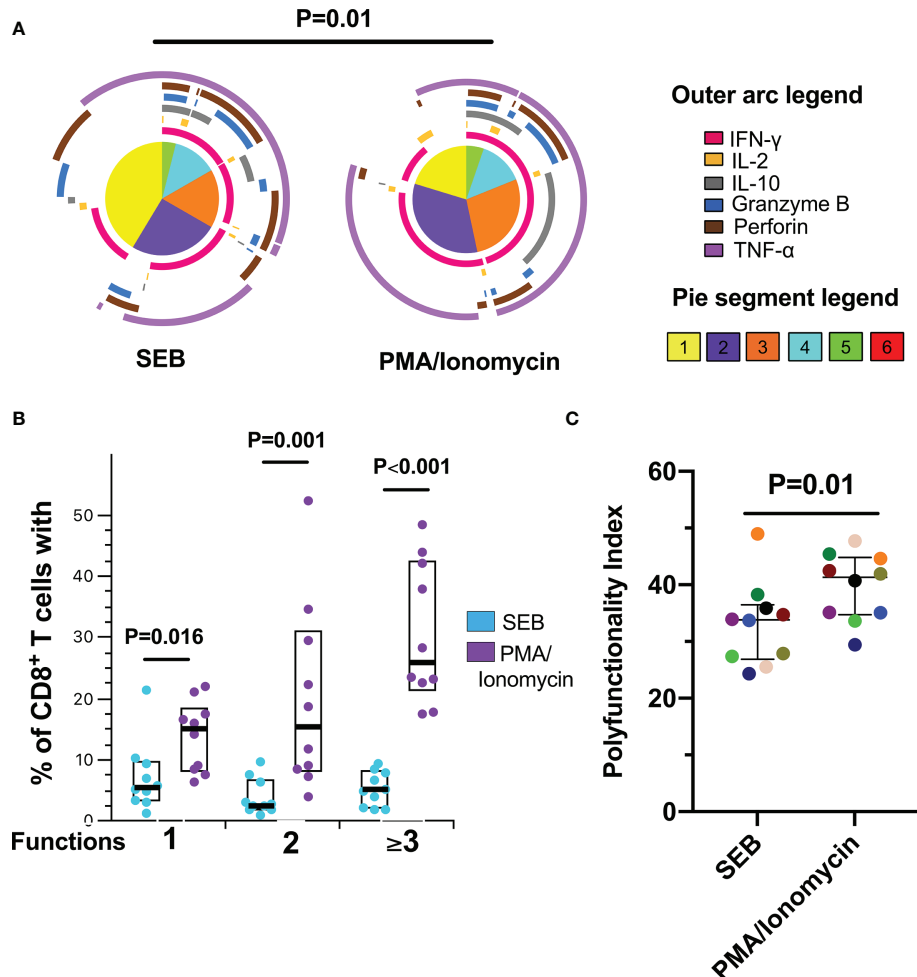 A
P=0.01
SEB
PMA/Ionomycin
Outer arc legend
IFN-γ
IL-2
IL-10
Granzyme B
Perforin
TNF-α
Pie segment legend
1 2 3 4 5 6
B
% of CD8⁺ T cells with
50
40
30
20
10
0
P=0.016
P=0.001
P<0.001
SEB
PMA/
Ionomycin
Functions 1 2 ≥3
C
Polyfunctionality Index
60
40
20
0
P=0.01
SEB
PMA/Ionomycin